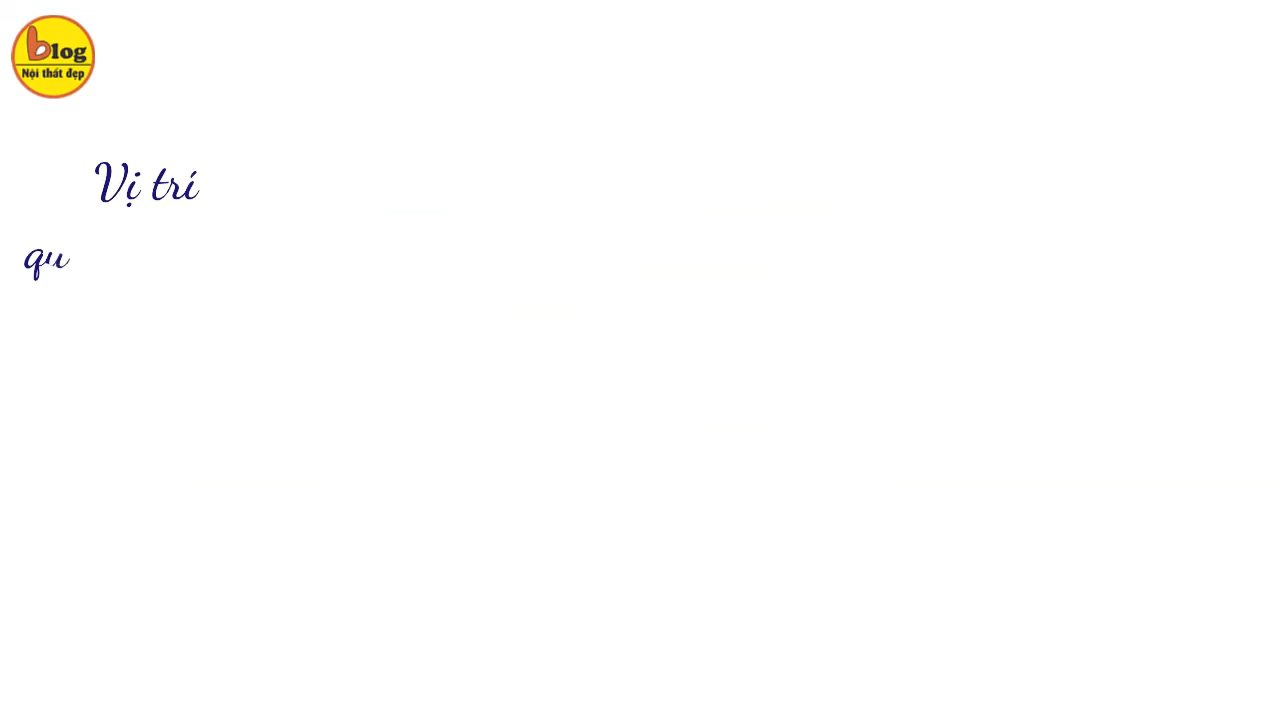 blog
Nội thất đẹp
Vị trí
qu